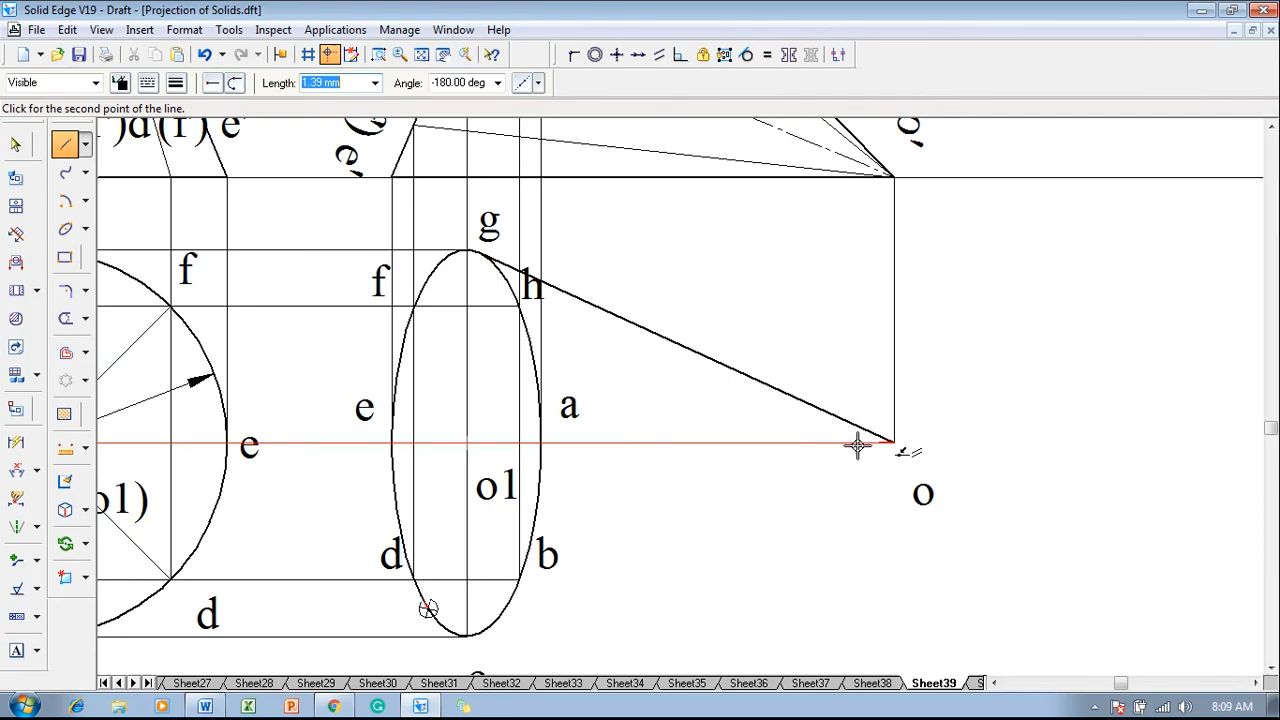 Solid Edge V19 - Draft - [Projection of Solids.dft]
File Edit View Insert Format Tools Inspect Applications Manage Window Help
Visible Length: 1.39 mm Angle: -180.00 deg
Click for the second point of the line.
')d(f') e' ') e' o'
g
f f h
e a
e
o1) o1 o
d b
d
Sheet27 Sheet28 Sheet29 Sheet30 Sheet31 Sheet32 Sheet33 Sheet34 Sheet35 Sheet36 Sheet37 Sheet38 Sheet39 S
8:09 AM